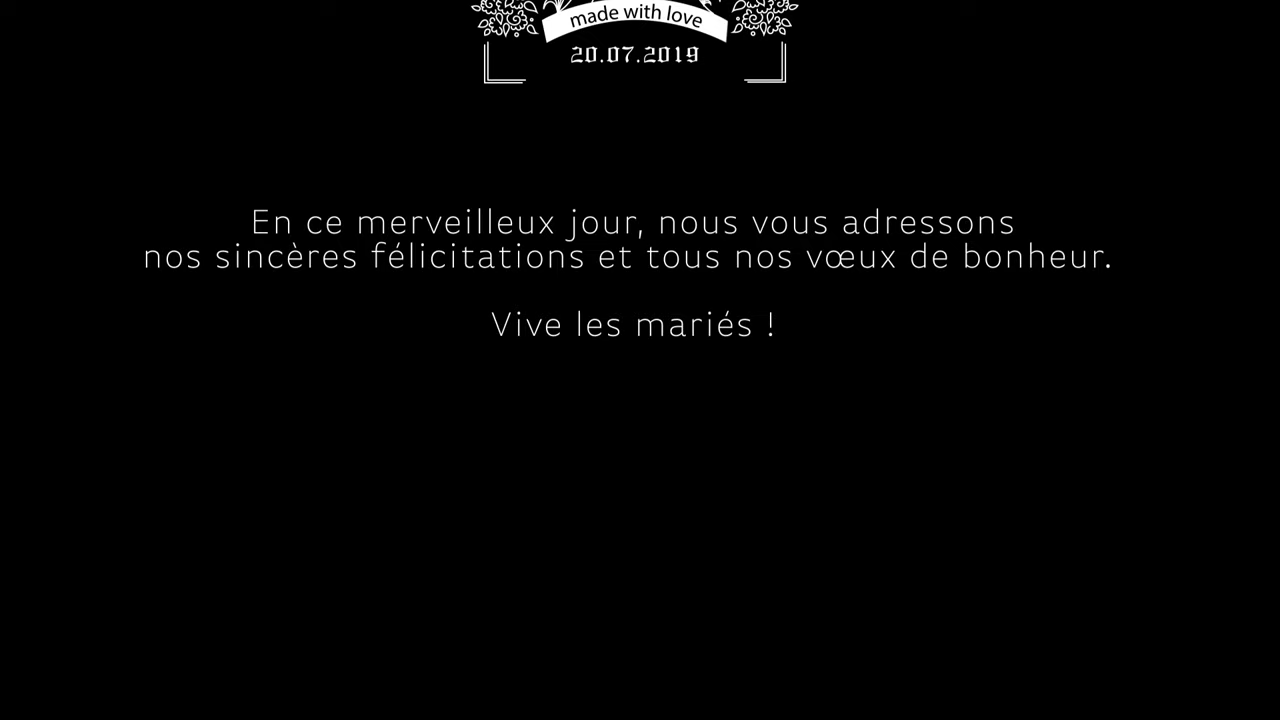 made with love
20.07.2019
En ce merveilleux jour, nous vous adressons
nos sincères félicitations et tous nos vœux de bonheur.
Vive les mariés !